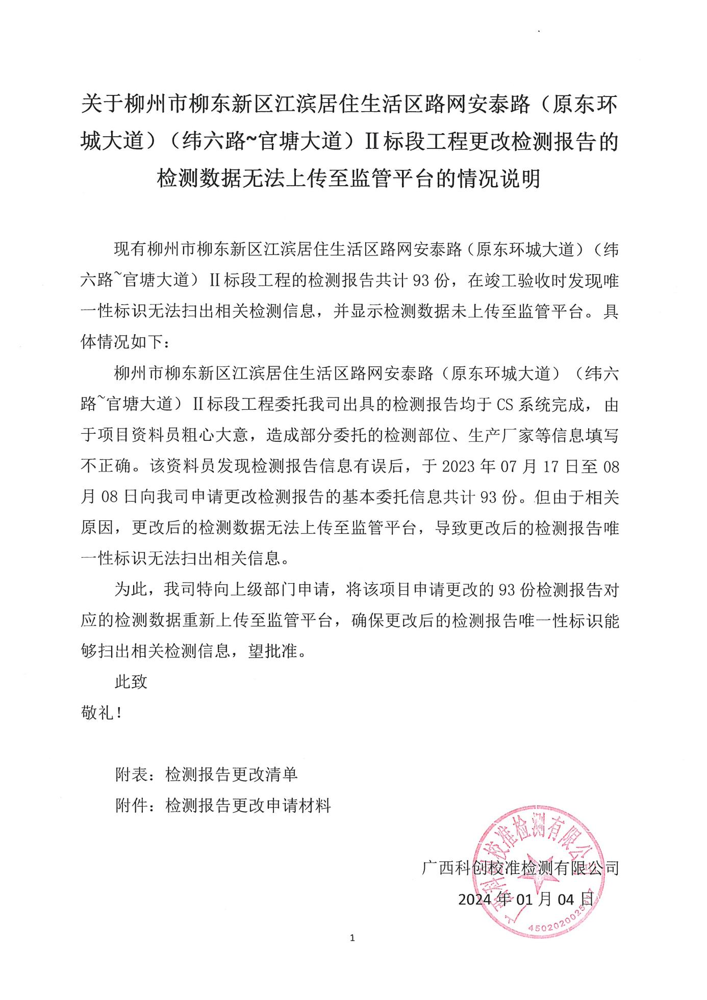 关于柳州市柳东新区江滨居住生活区路网安泰路（原东环
城大道）（纬六路~官塘大道）Ⅱ标段工程更改检测报告的
检测数据无法上传至监管平台的情况说明
现有柳州市柳东新区江滨居住生活区路网安泰路（原东环城大道）（纬
六路~官塘大道）Ⅱ标段工程的检测报告共计 93 份，在竣工验收时发现唯
一性标识无法扫出相关检测信息，并显示检测数据未上传至监管平台。具
体情况如下：
柳州市柳东新区江滨居住生活区路网安泰路（原东环城大道）（纬六
路~官塘大道）Ⅱ标段工程委托我司出具的检测报告均于 CS 系统完成，由
于项目资料员粗心大意，造成部分委托的检测部位、生产厂家等信息填写
不正确。该资料员发现检测报告信息有误后，于 2023 年 07 月 17 日至 08
月 08 日向我司申请更改检测报告的基本委托信息共计 93 份。但由于相关
原因，更改后的检测数据无法上传至监管平台，导致更改后的检测报告唯
一性标识无法扫出相关信息。
为此，我司特向上级部门申请，将该项目申请更改的 93 份检测报告对
应的检测数据重新上传至监管平台，确保更改后的检测报告唯一性标识能
够扫出相关检测信息，望批准。
此致
敬礼！
附表：检测报告更改清单
附件：检测报告更改申请材料
广西科创校准检测有限公司
广西科创校准检测有限公司
2024 年 01 月 04 日
1